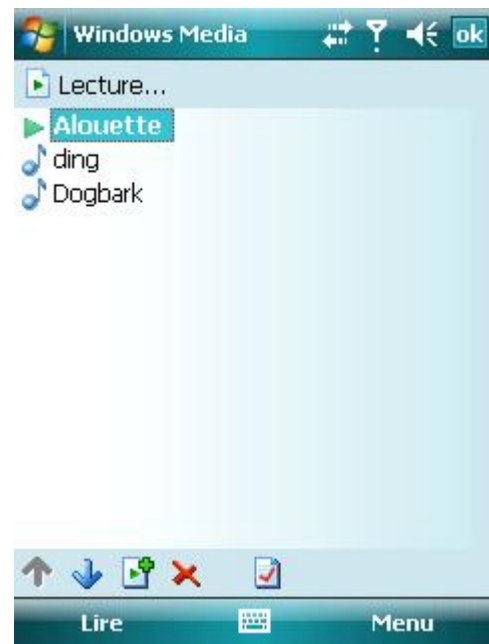 Windows Media ok
Lecture...
Alouette
ding
Dogbark
Lire Menu